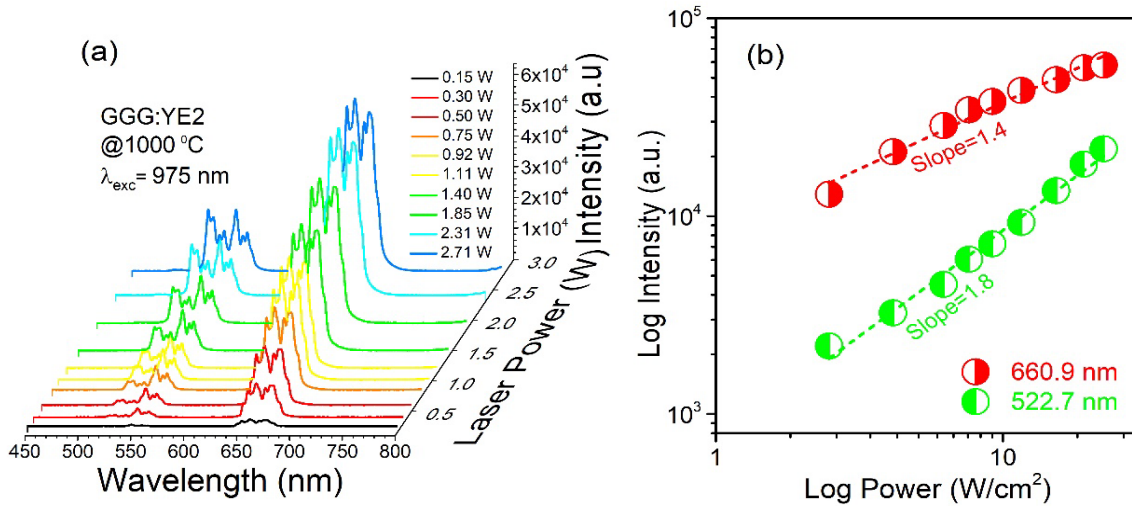 (a)
GGG:YE2
@1000 °C
λexc= 975 nm
0.15 W
0.30 W
0.50 W
0.75 W
0.92 W
1.11 W
1.40 W
1.85 W
2.31 W
2.71 W
6x10⁴
5x10⁴
4x10⁴
3x10⁴
2x10⁴
1x10⁴
Intensity (a.u)
3.0
2.5
2.0
1.5
1.0
0.5
Laser Power (W)
450 500 550 600 650 700 750 800
Wavelength (nm)
(b)
10⁵
10⁴
10³
Log Intensity (a.u.)
Slope=1.4
Slope=1.8
660.9 nm
522.7 nm
1 10
Log Power (W/cm²)